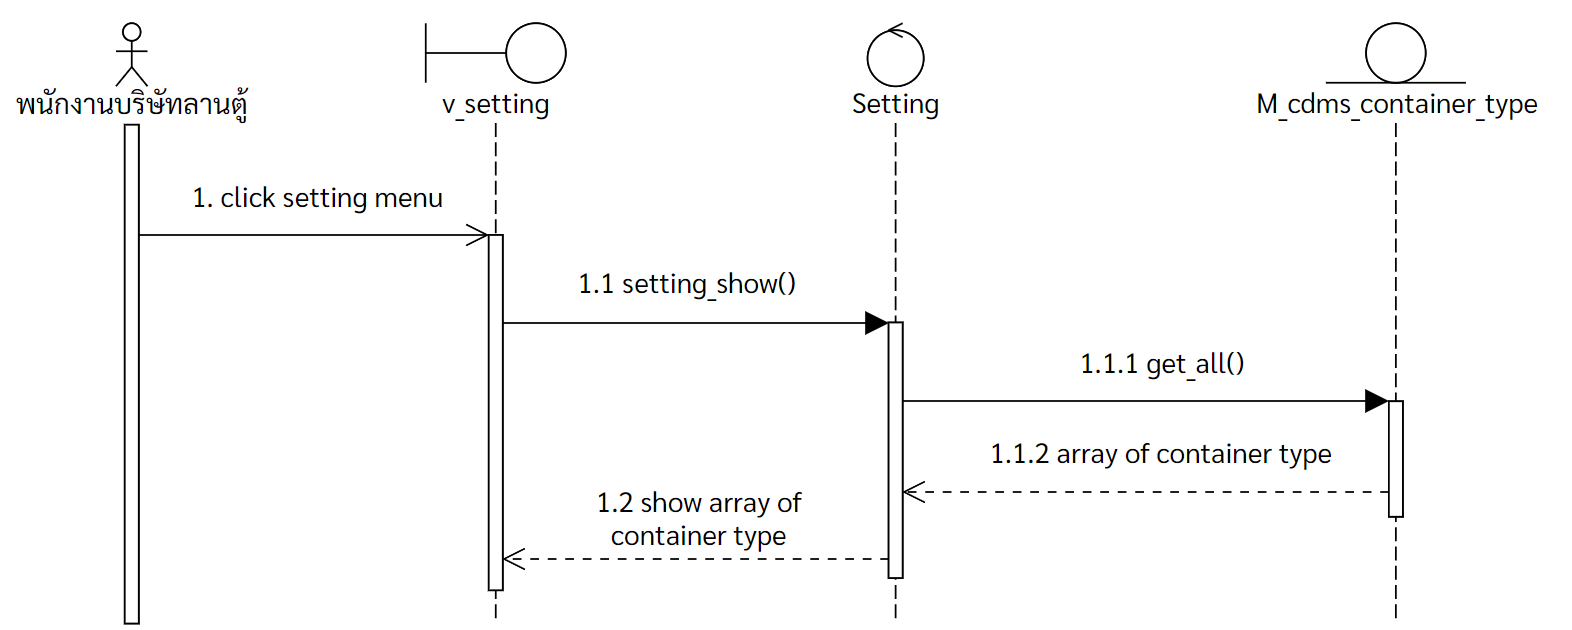 พนักงานบริษัทลานตู้
v_setting
Setting
M_cdms_container_type
1. click setting menu
1.1 setting_show()
1.1.1 get_all()
1.1.2 array of container type
1.2 show array of
container type